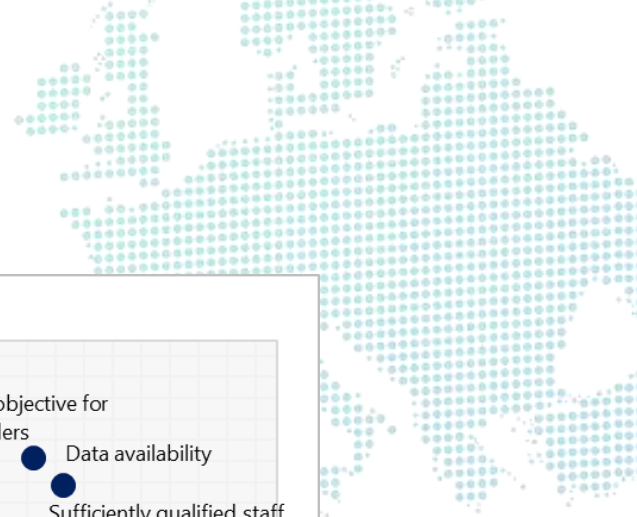 objective for
lers
Data availability
Sufficiently qualified staff